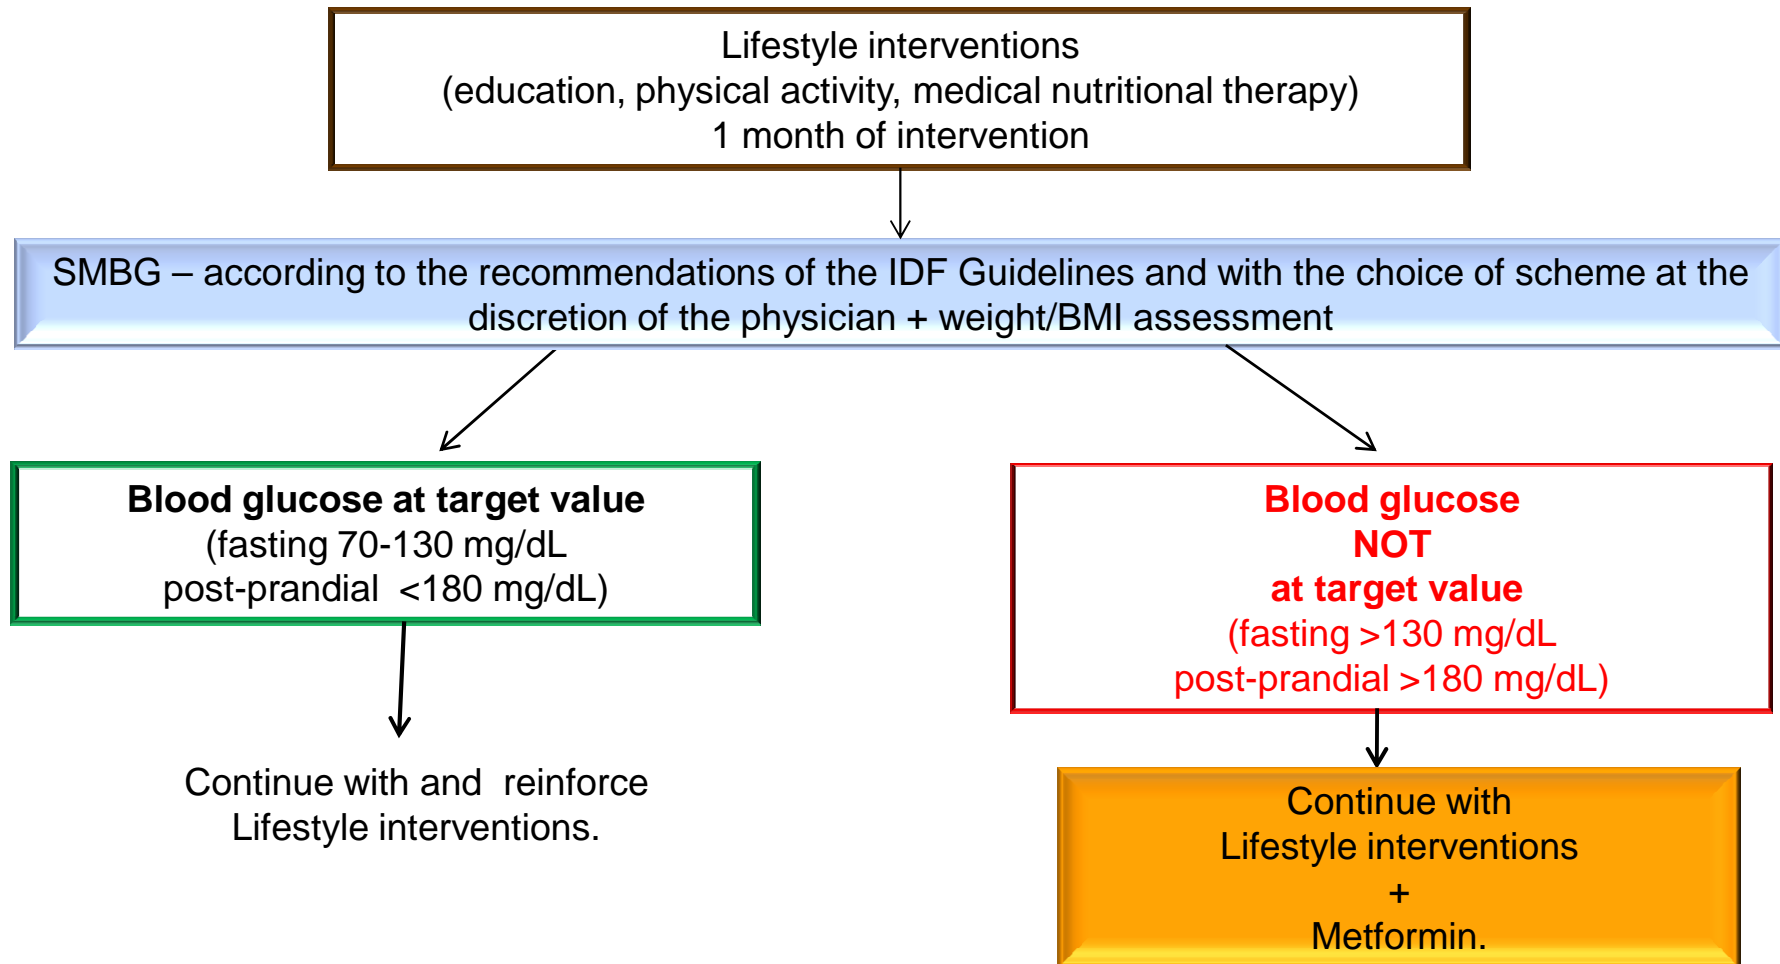 Lifestyle interventions
(education, physical activity, medical nutritional therapy)
1 month of intervention
SMBG – according to the recommendations of the IDF Guidelines and with the choice of scheme at the
discretion of the physician + weight/BMI assessment
Blood glucose at target value
(fasting 70-130 mg/dL
post-prandial <180 mg/dL)
Blood glucose
NOT
at target value
(fasting >130 mg/dL
post-prandial >180 mg/dL)
Continue with and reinforce
Lifestyle interventions.
Continue with
Lifestyle interventions
+
Metformin.